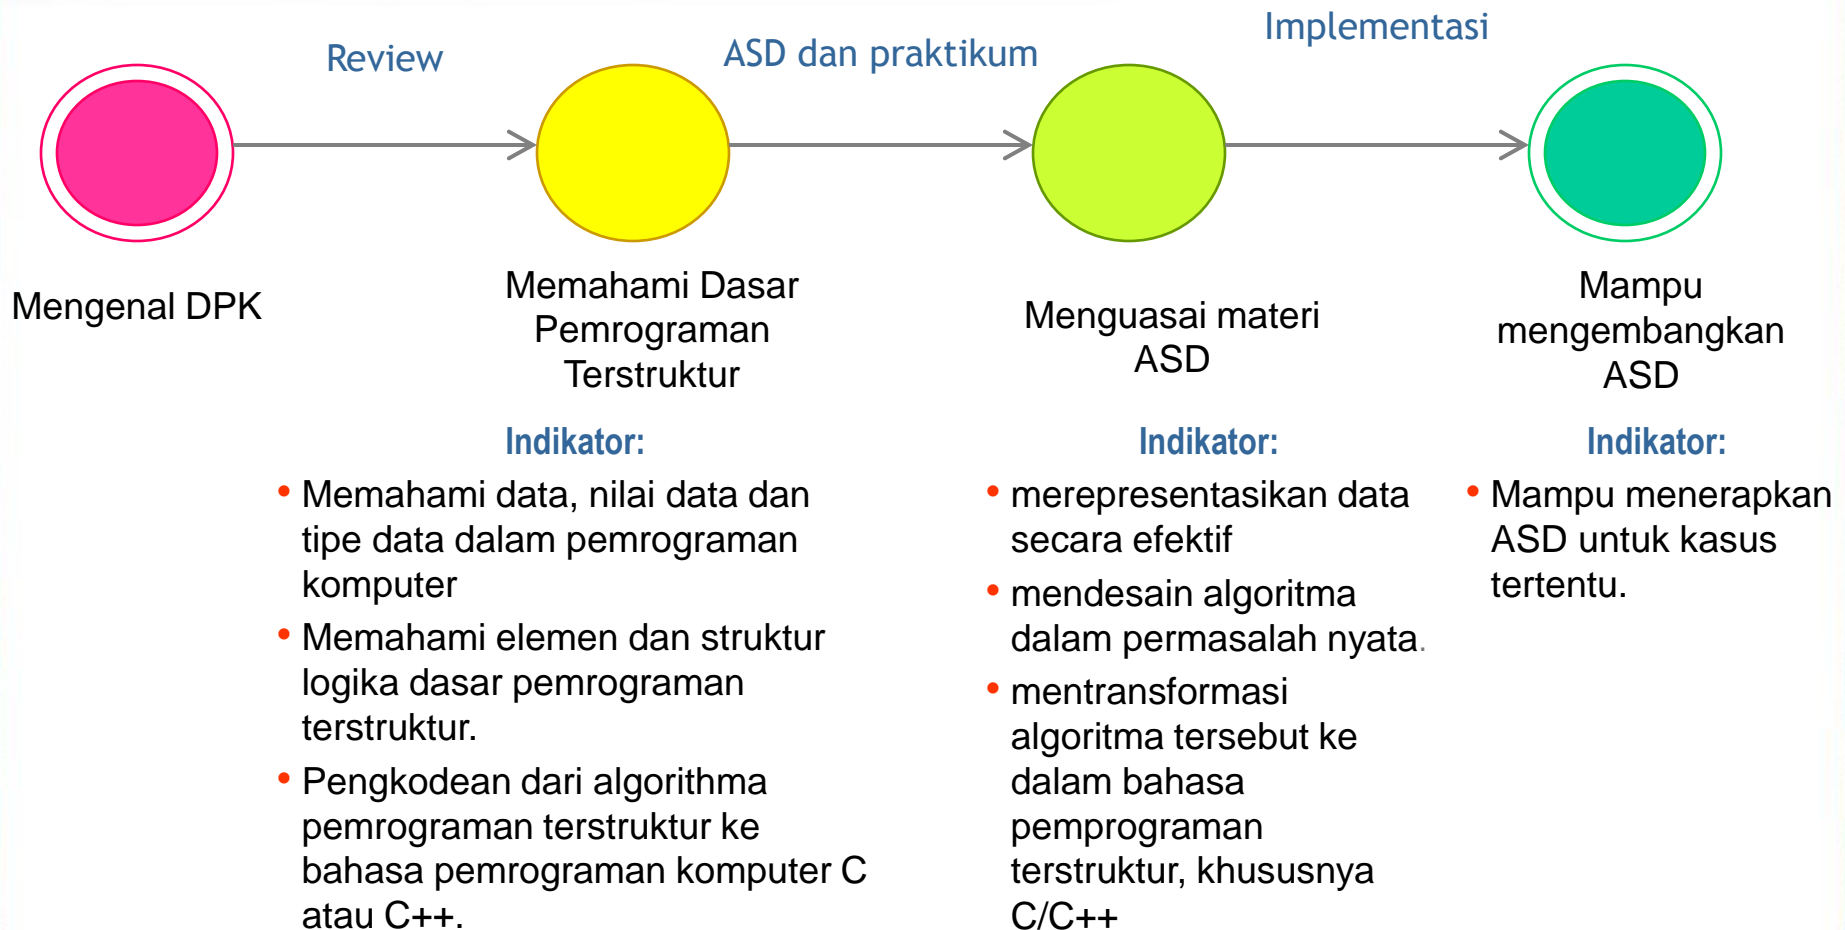 Review
ASD dan praktikum
Implementasi
Mengenal DPK
Memahami Dasar
Pemrograman
Terstruktur
Menguasai materi
ASD
Mampu
mengembangkan
ASD
Indikator:
• Memahami data, nilai data dan
tipe data dalam pemrograman
komputer
• Memahami elemen dan struktur
logika dasar pemrograman
terstruktur.
• Pengkodean dari algorithma
pemrograman terstruktur ke
bahasa pemrograman komputer C
atau C++.
Indikator:
• merepresentasikan data
secara efektif
• mendesain algoritma
dalam permasalah nyata.
• mentransformasi
algoritma tersebut ke
dalam bahasa
pemprograman
terstruktur, khususnya
C/C++
Indikator:
• Mampu menerapkan
ASD untuk kasus
tertentu.